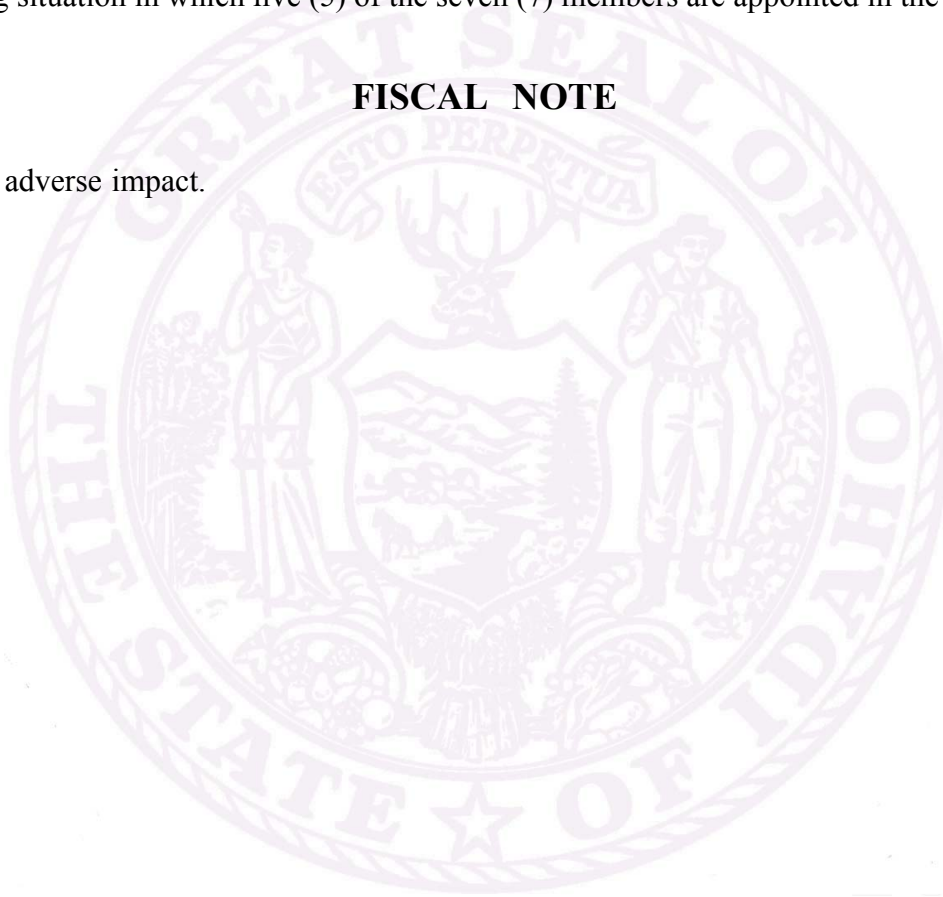 g situation in which five (5) of the seven (7) members are appointed in the
FISCAL NOTE
adverse impact.
THE GREAT SEAL OF
ESTO PERPETUA
THE STATE OF IDAHO